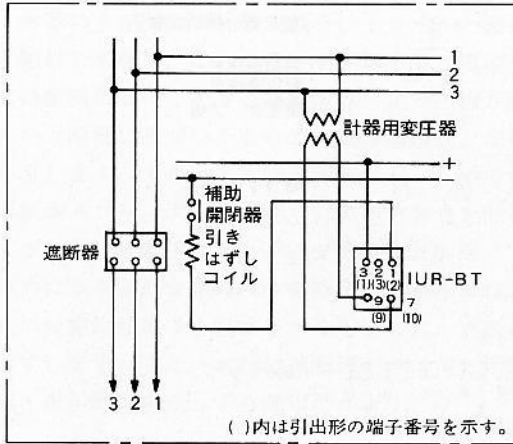 1
2
3
計器用変圧器
+
−
補助
開閉器
引き
はずし
コイル
遮断器
3 2 1
(1)(3)(2)
IUR-BT
9 7
(9) (10)
3 2 1
( )内は引出形の端子番号を示す。